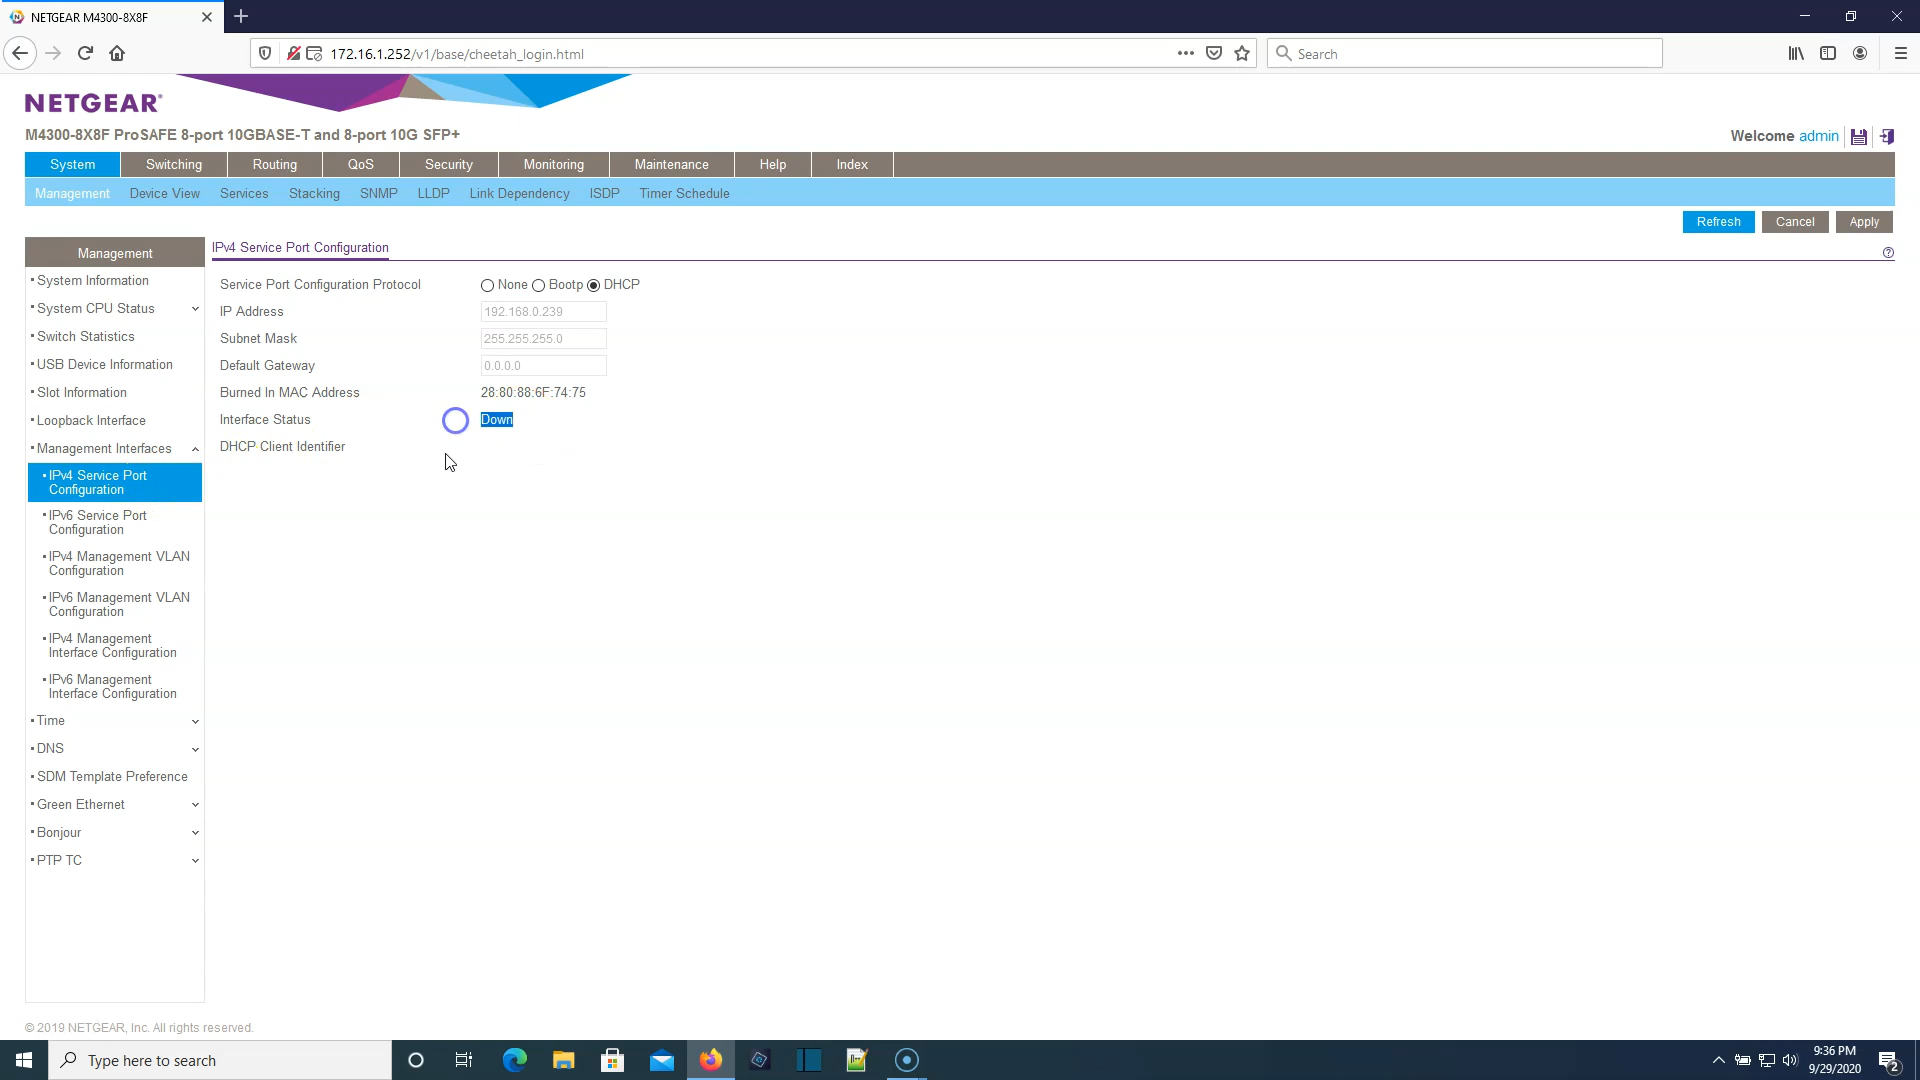 NETGEAR M4300-8X8F
172.16.1.252/v1/base/cheetah_login.html
Search
NETGEAR®
M4300-8X8F ProSAFE 8-port 10GBASE-T and 8-port 10G SFP+
Welcome admin
System Switching Routing QoS Security Monitoring Maintenance Help Index
Management Device View Services Stacking SNMP LLDP Link Dependency ISDP Timer Schedule
Refresh Cancel Apply
Management
System Information
System CPU Status
Switch Statistics
USB Device Information
Slot Information
Loopback Interface
Management Interfaces
IPv4 Service Port
Configuration
IPv6 Service Port
Configuration
IPv4 Management VLAN
Configuration
IPv6 Management VLAN
Configuration
IPv4 Management
Interface Configuration
IPv6 Management
Interface Configuration
Time
DNS
SDM Template Preference
Green Ethernet
Bonjour
PTP TC
IPv4 Service Port Configuration
Service Port Configuration Protocol None Bootp DHCP
IP Address 192.168.0.239
Subnet Mask 255.255.255.0
Default Gateway 0.0.0.0
Burned In MAC Address 28:80:88:6F:74:75
Interface Status Down
DHCP Client Identifier
© 2019 NETGEAR, Inc. All rights reserved.
Type here to search
9:36 PM
9/29/2020
2